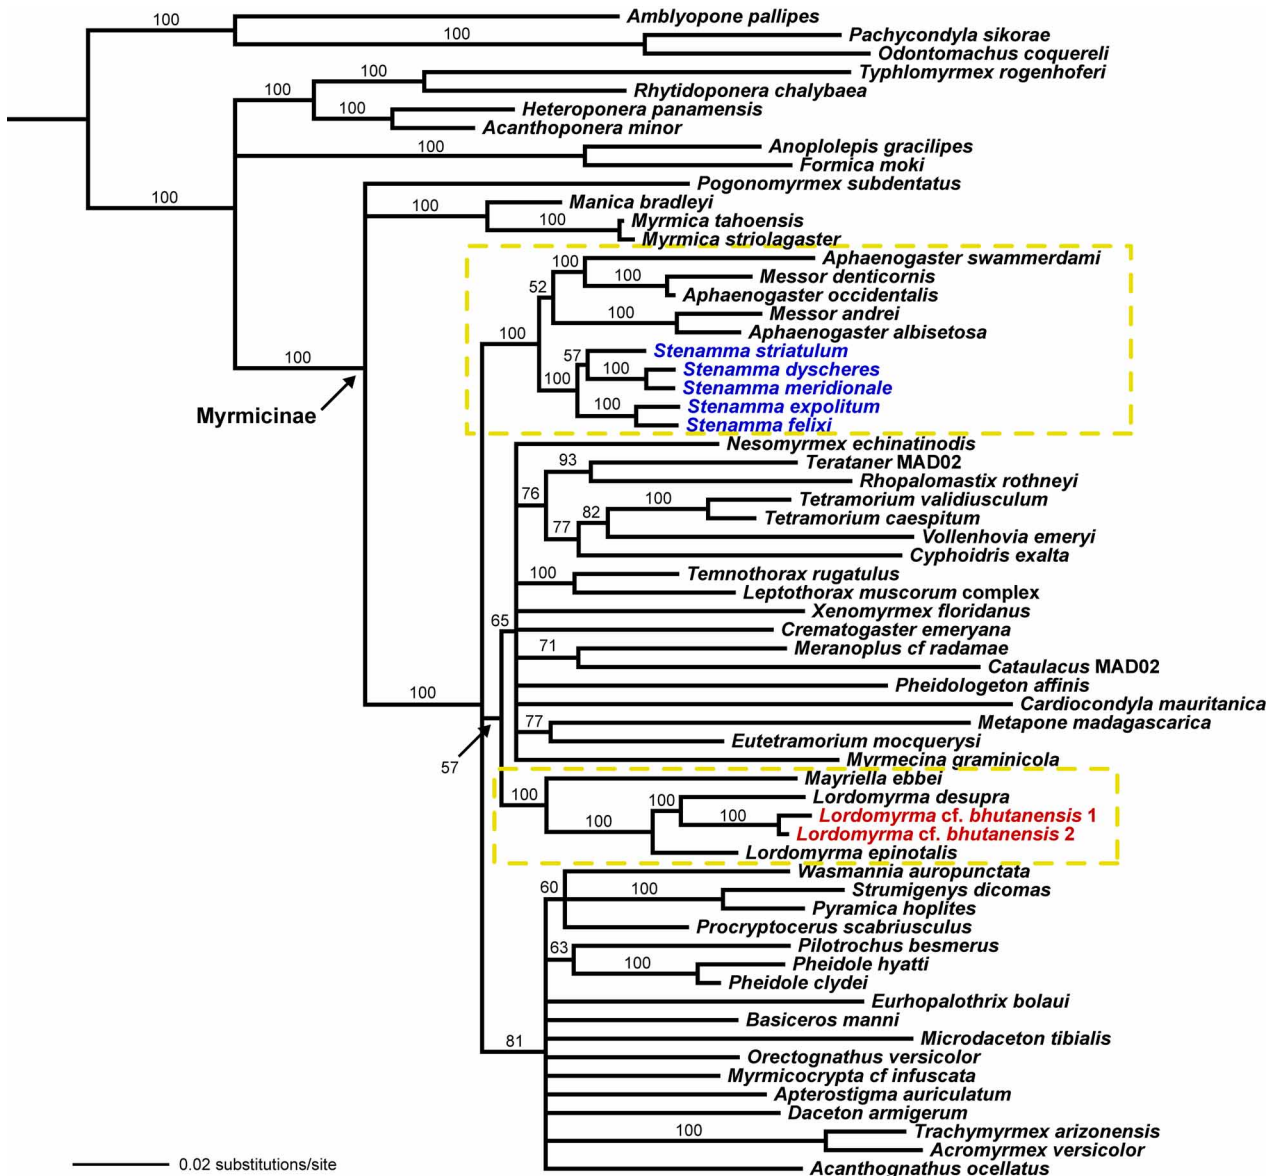 100
Amblyopone pallipes
100
Pachycondyla sikorae
Odontomachus coquereli
100
Typhlomyrmex rogenhoferi
100
Rhytidoponera chalybaea
100
Heteroponera panamensis
Acanthoponera minor
100
Anoplolepis gracilipes
Formica moki
100
Pogonomyrmex subdentatus
100
Manica bradleyi
100
Myrmica tahoensis
Myrmica striolagaster
100
Aphaenogaster swammerdami
100
Messor denticornis
52
Aphaenogaster occidentalis
100
Messor andrei
100
Aphaenogaster albisetosa
57
Stenamma striatulum
100
100
Stenamma dyscheres
100
Stenamma meridionale
100
Stenamma expolitum
Myrmicinae
Stenamma felixi
Nesomyrmex echinatinodis
93
Terataner MAD02
Rhopalomastix rothneyi
76
100
Tetramorium validiusculum
82
Tetramorium caespitum
77
Vollenhovia emeryi
Cyphoidris exalta
100
Temnothorax rugatulus
Leptothorax muscorum complex
Xenomyrmex floridanus
65
Crematogaster emeryana
71
Meranoplus cf radamae
Cataulacus MAD02
Pheidologeton affinis
100
Cardiocondyla mauritanica
77
Metapone madagascarica
Eutetramorium mocquerysi
57
Myrmecina graminicola
Mayriella ebbei
100
100
Lordomyrma desupra
100
Lordomyrma cf. bhutanensis 1
100
Lordomyrma cf. bhutanensis 2
Lordomyrma epinotalis
Wasmannia auropunctata
60
100
Strumigenys dicomas
Pyramica hoplites
Procryptocerus scabriusculus
63
Pilotrochus besmerus
100
Pheidole hyatti
Pheidole clydei
Eurhopalothrix bolaui
Basiceros manni
81
Microdaceton tibialis
Orectognathus versicolor
Myrmicocrypta cf infuscata
Apterostigma auriculatum
Daceton armigerum
100
Trachymyrmex arizonensis
Acromyrmex versicolor
0.02 substitutions/site
Acanthognathus ocellatus